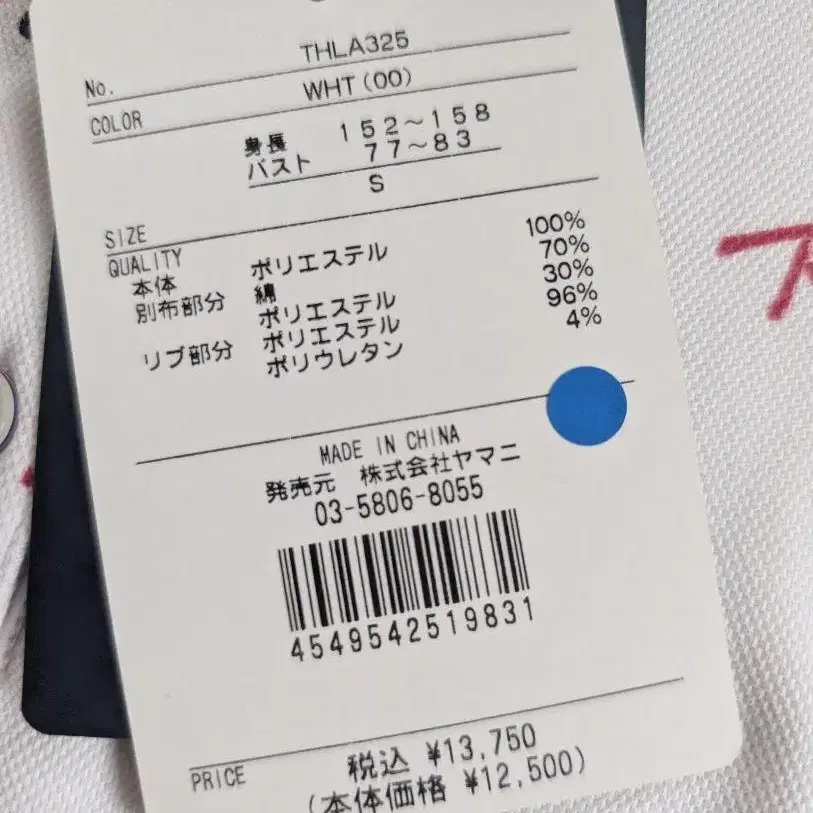 No. THLA325
COLOR WHT(00)
身長 152〜158
バスト 77〜83
S
SIZE
QUALITY
本体 ポリエステル 100%
別布部分 綿 70%
ポリエステル 30%
リブ部分 ポリエステル 96%
ポリウレタン 4%
MADE IN CHINA
発売元 株式会社ヤマニ
03-5806-8055
4549542519831
PRICE 税込 ¥13,750
(本体価格 ¥12,500)